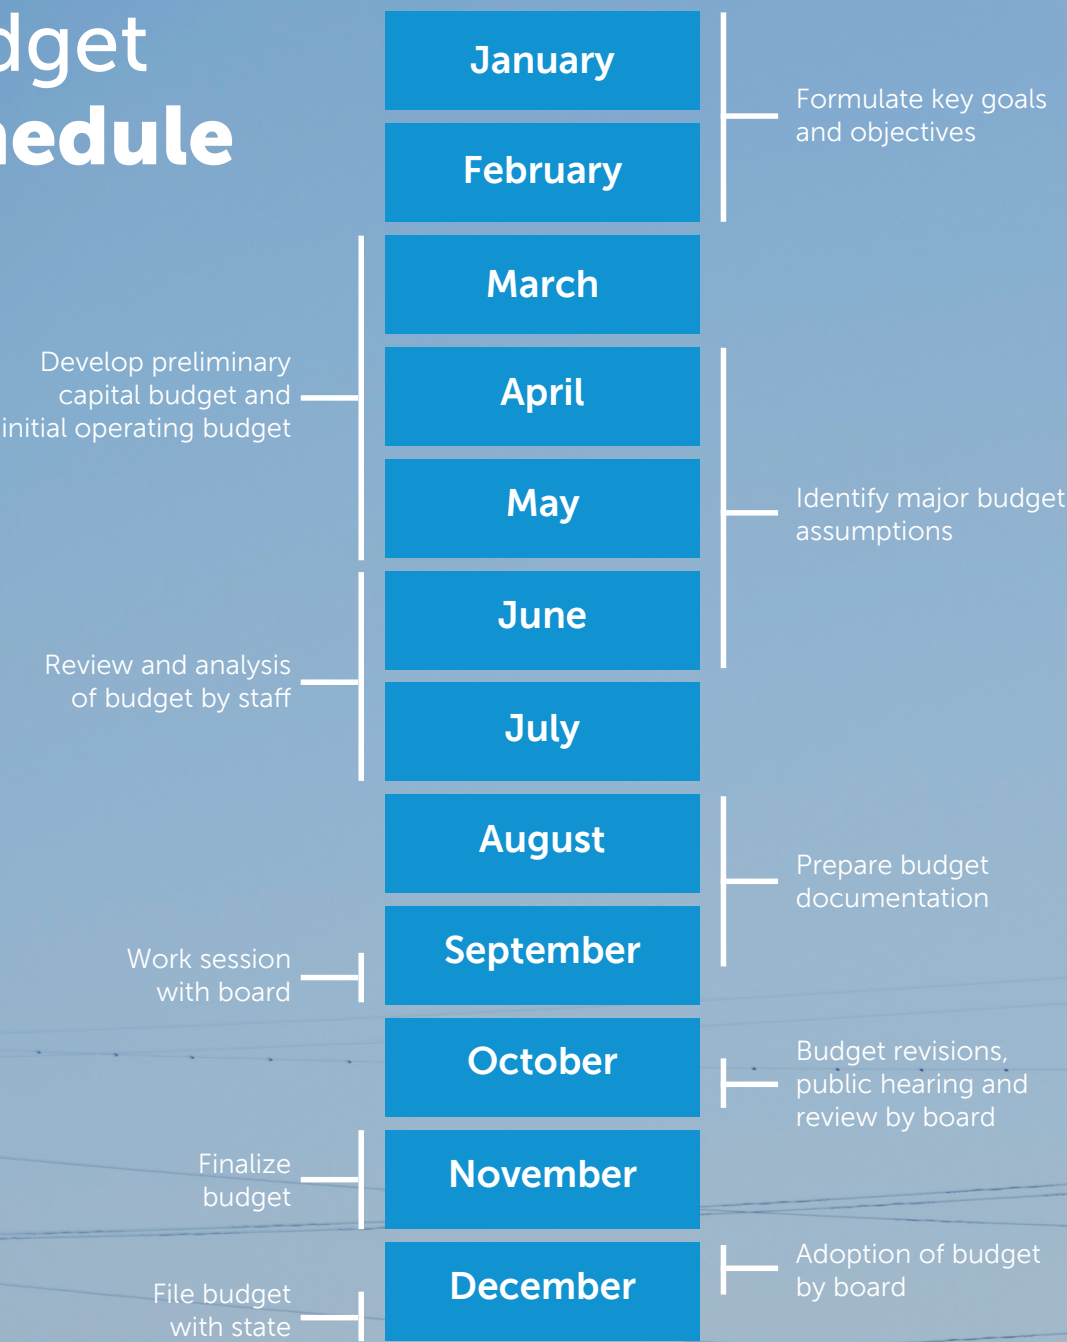 dget
hedule
January
Formulate key goals
and objectives
February
March
Develop preliminary
capital budget and
initial operating budget
April
May
Identify major budget
assumptions
June
Review and analysis
of budget by staff
July
August
Prepare budget
documentation
September
Work session
with board
October
Budget revisions,
public hearing and
review by board
November
Finalize
budget
December
Adoption of budget
by board
File budget
with state